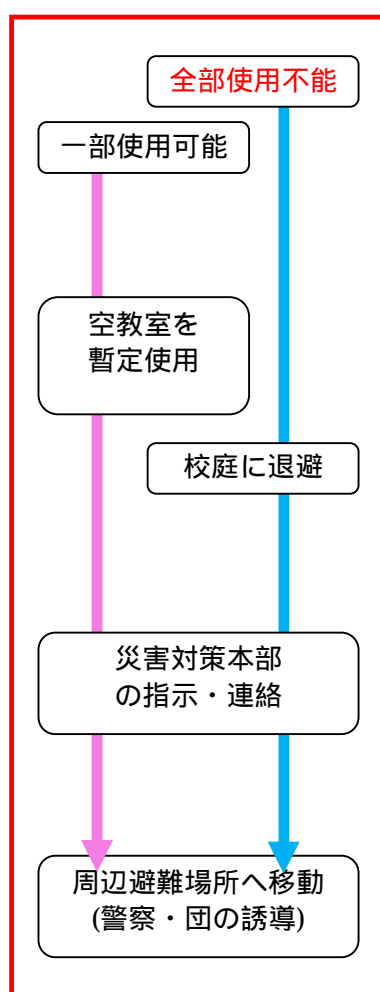 全部使用不能
一部使用可能
空教室を
暫定使用
校庭に退避
災害対策本部
の指示・連絡
周辺避難場所へ移動
(警察・団の誘導)